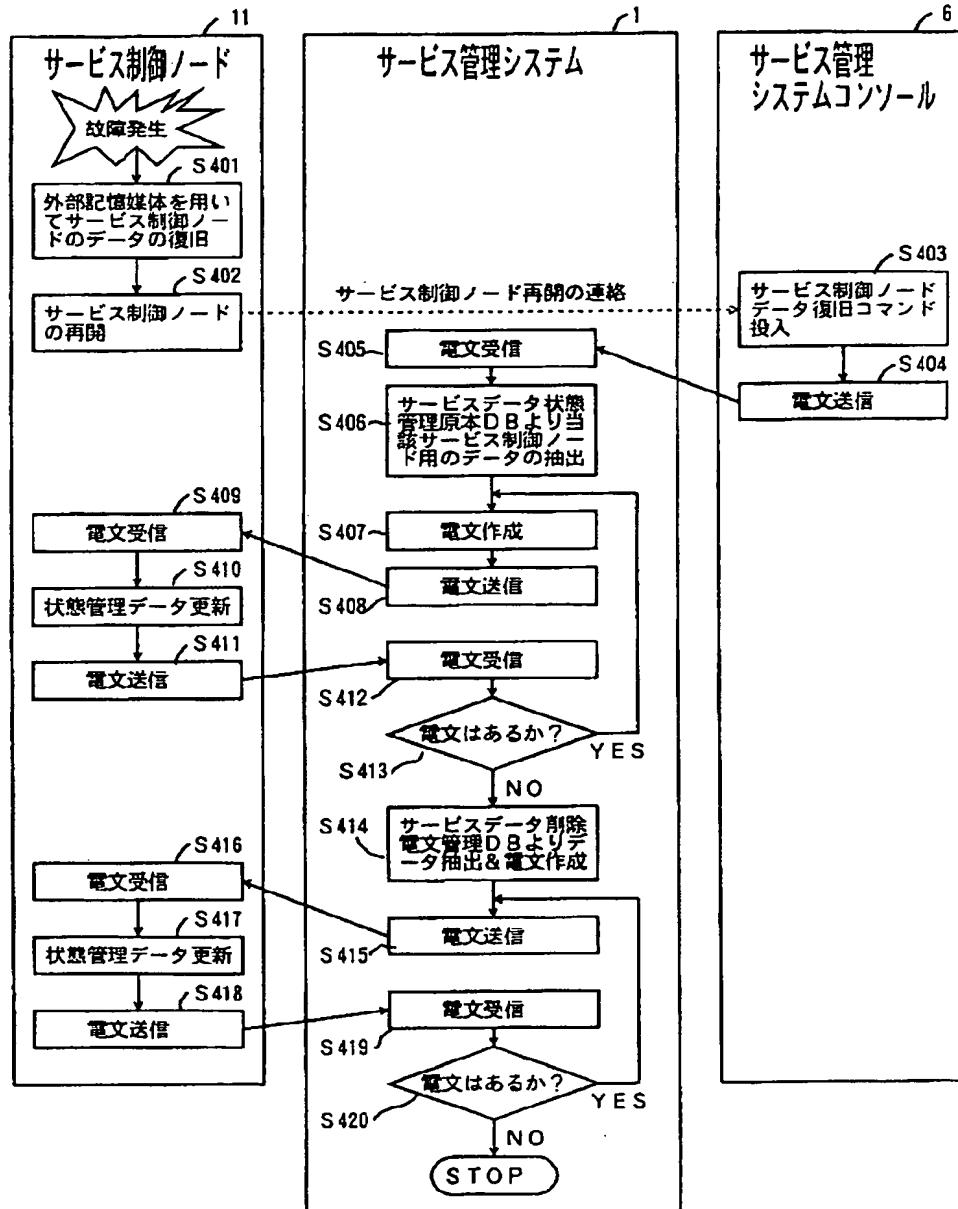 11
サービス制御ノード
故障発生
S401
外部記憶媒体を用い
てサービス制御ノー
ドのデータの復旧
S402
サービス制御ノード
の再開
S409
電文受信
S410
状態管理データ更新
S411
電文送信
S416
電文受信
S417
状態管理データ更新
S418
電文送信
1
サービス管理システム
サービス制御ノード再開の連絡
S405
電文受信
S406
サービスデータ状態
管理原本DBより当
該サービス制御ノー
ド用のデータの抽出
S407
電文作成
S408
電文送信
S412
電文受信
S413
電文はあるか?
YES
NO
S414
サービスデータ削除
電文管理DBよりデ
ータ抽出&電文作成
S415
電文送信
S419
電文受信
S420
電文はあるか?
YES
NO
STOP
6
サービス管理
システムコンソール
S403
サービス制御ノード
データ復旧コマンド
投入
S404
電文送信